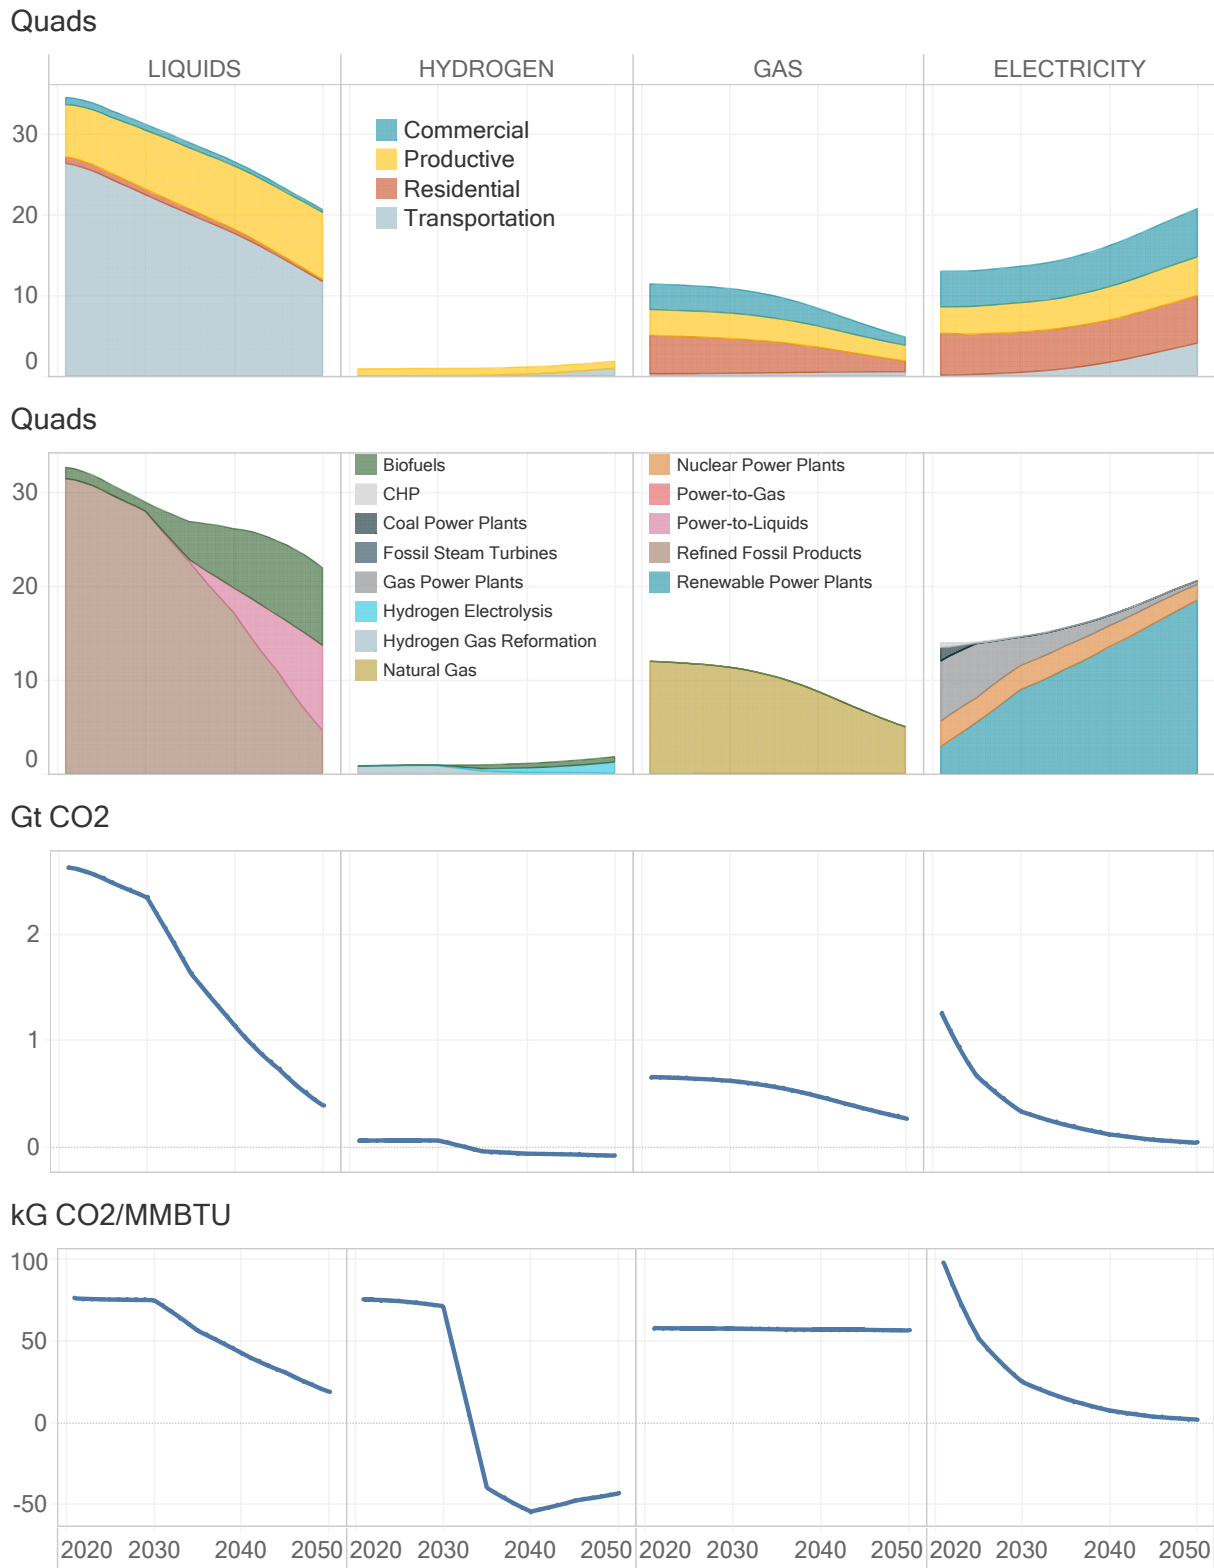 Quads
LIQUIDS HYDROGEN GAS ELECTRICITY
30
20
10
0
Commercial
Productive
Residential
Transportation
Quads
30
20
10
0
Biofuels
CHP
Coal Power Plants
Fossil Steam Turbines
Gas Power Plants
Hydrogen Electrolysis
Hydrogen Gas Reformation
Natural Gas
Nuclear Power Plants
Power-to-Gas
Power-to-Liquids
Refined Fossil Products
Renewable Power Plants
Gt CO2
2
1
0
kG CO2/MMBTU
100
50
0
-50
2020 2030 2040 2050 2020 2030 2040 2050 2020 2030 2040 2050 2020 2030 2040 2050